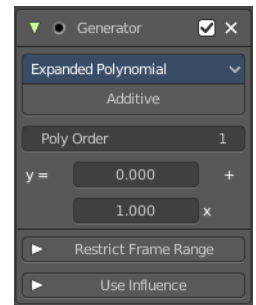 Generator
Expanded Polynomial
Additive
Poly Order 1
y = 0.000 +
1.000 x
Restrict Frame Range
Use Influence